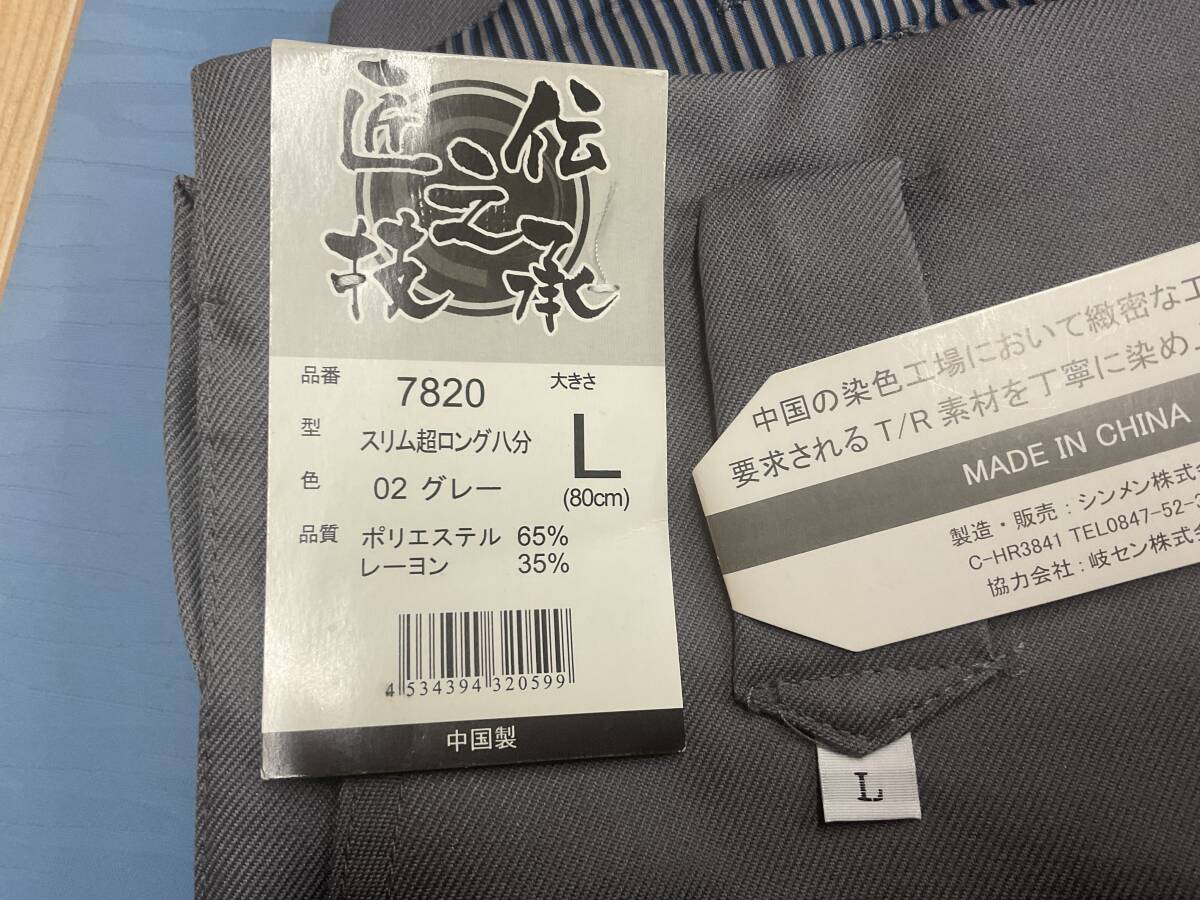 伝承之匠技
品番 7820 大きさ
型 スリム超ロング八分 L
色 02 グレー (80cm)
品質 ポリエステル 65%
レーヨン 35%
4 534394 320599
中国製
中国の染色工場において緻密な工
要求されるT/R素材を丁寧に染め
MADE IN CHINA
製造・販売：シンメン株式
C-HR3841 TEL0847-52-3
協力会社：岐セン株式会
L